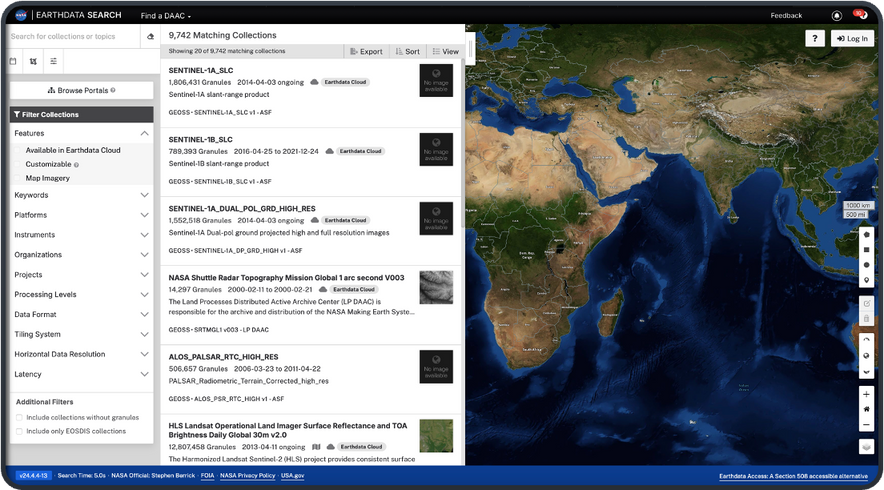 EARTHDATA SEARCH
Find a DAAC
Feedback
Search for collections or topics
Browse Portals
Filter Collections
Features
Available in Earthdata Cloud
Customizable
Map Imagery
Keywords
Platforms
Instruments
Organizations
Projects
Processing Levels
Data Format
Tiling System
Horizontal Data Resolution
Latency
Additional Filters
Include collections without granules
Include only EOSDIS collections
9,742 Matching Collections
Showing 20 of 9,742 matching collections
Export
Sort
View
SENTINEL-1A_SLC
1,806,431 Granules 2014-04-03 ongoing Earthdata Cloud
Sentinel-1A slant-range product
GEOSS • SENTINEL-1A_SLC v1 - ASF
No image available
SENTINEL-1B_SLC
789,393 Granules 2016-04-25 to 2021-12-24 Earthdata Cloud
Sentinel-1B slant-range product
GEOSS • SENTINEL-1B_SLC v1 - ASF
No image available
SENTINEL-1A_DUAL_POL_GRD_HIGH_RES
1,552,518 Granules 2014-04-03 ongoing Earthdata Cloud
Sentinel-1A Dual-pol ground projected high and full resolution images
GEOSS • SENTINEL-1A_DP_GRD_HIGH v1 - ASF
No image available
NASA Shuttle Radar Topography Mission Global 1 arc second V003
14,297 Granules 2000-02-11 to 2000-02-21 Earthdata Cloud
The Land Processes Distributed Active Archive Center (LP DAAC) is
responsible for the archive and distribution of the NASA Making Earth Syste...
GEOSS • SRTMGL1 v003 - LP DAAC
ALOS_PALSAR_RTC_HIGH_RES
506,657 Granules 2006-03-23 to 2011-04-22
PALSAR_Radiometric_Terrain_Corrected_high_res
GEOSS • ALOS_PSR_RTC_HIGH v1 - ASF
No image available
HLS Landsat Operational Land Imager Surface Reflectance and TOA
Brightness Daily Global 30m v2.0
12,807,458 Granules 2013-04-11 ongoing Earthdata Cloud
The Harmonized Landsat Sentinel-2 (HLS) project provides consistent surface
?
Log In
1000 km
500 mi
v24.4.4-13 • Search Time: 5.0s • NASA Official: Stephen Berrick • FOIA • NASA Privacy Policy • USA.gov
Earthdata Access: A Section 508 accessible alternative